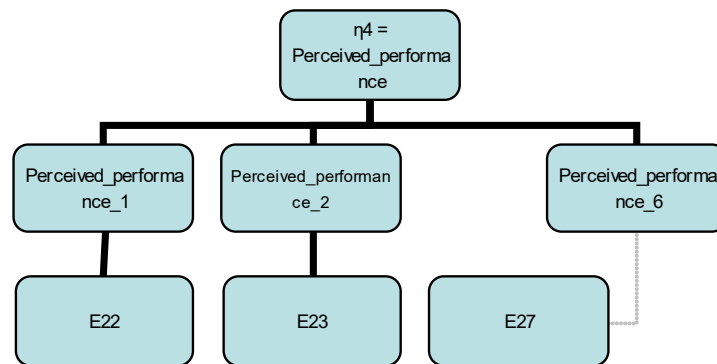 η4 =
Perceived_performa
nce
Perceived_performa
nce_1
Perceived_performan
ce_2
Perceived_performa
nce_6
E22
E23
E27